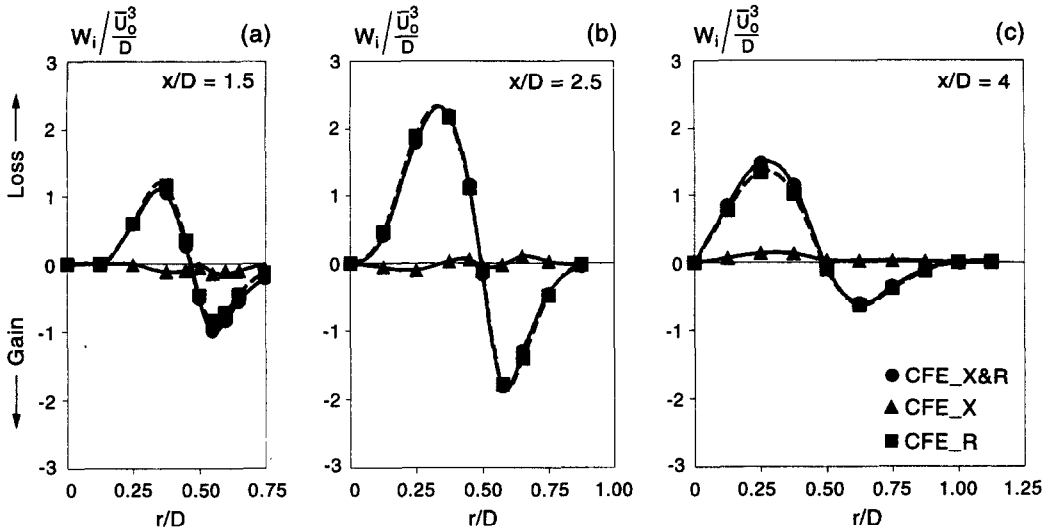 W_i / Ū_o^3/D (a)
W_i / Ū_o^3/D (b)
W_i / Ū_o^3/D (c)
x/D = 1.5
x/D = 2.5
x/D = 4
Loss
Gain
3
2
1
0
-1
-2
-3
3
2
1
0
-1
-2
-3
3
2
1
0
-1
-2
-3
CFE_X&R
CFE_X
CFE_R
0 0.25 0.50 0.75
0 0.25 0.50 0.75 1.00
0 0.25 0.50 0.75 1.00 1.25
r/D
r/D
r/D